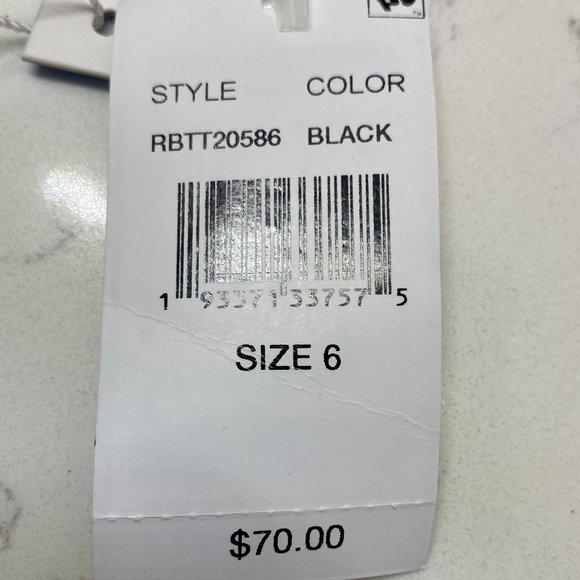 STYLE COLOR
RBTT20586 BLACK
1 93371 33757 5
SIZE 6
$70.00